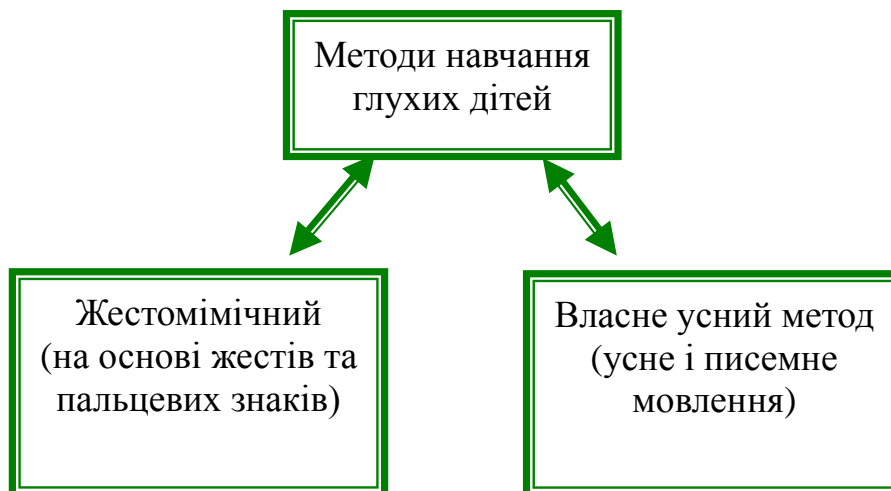 Методи навчання
глухих дітей
Жестомімічний
(на основі жестів та
пальцевих знаків)
Власне усний метод
(усне і писемне
мовлення)